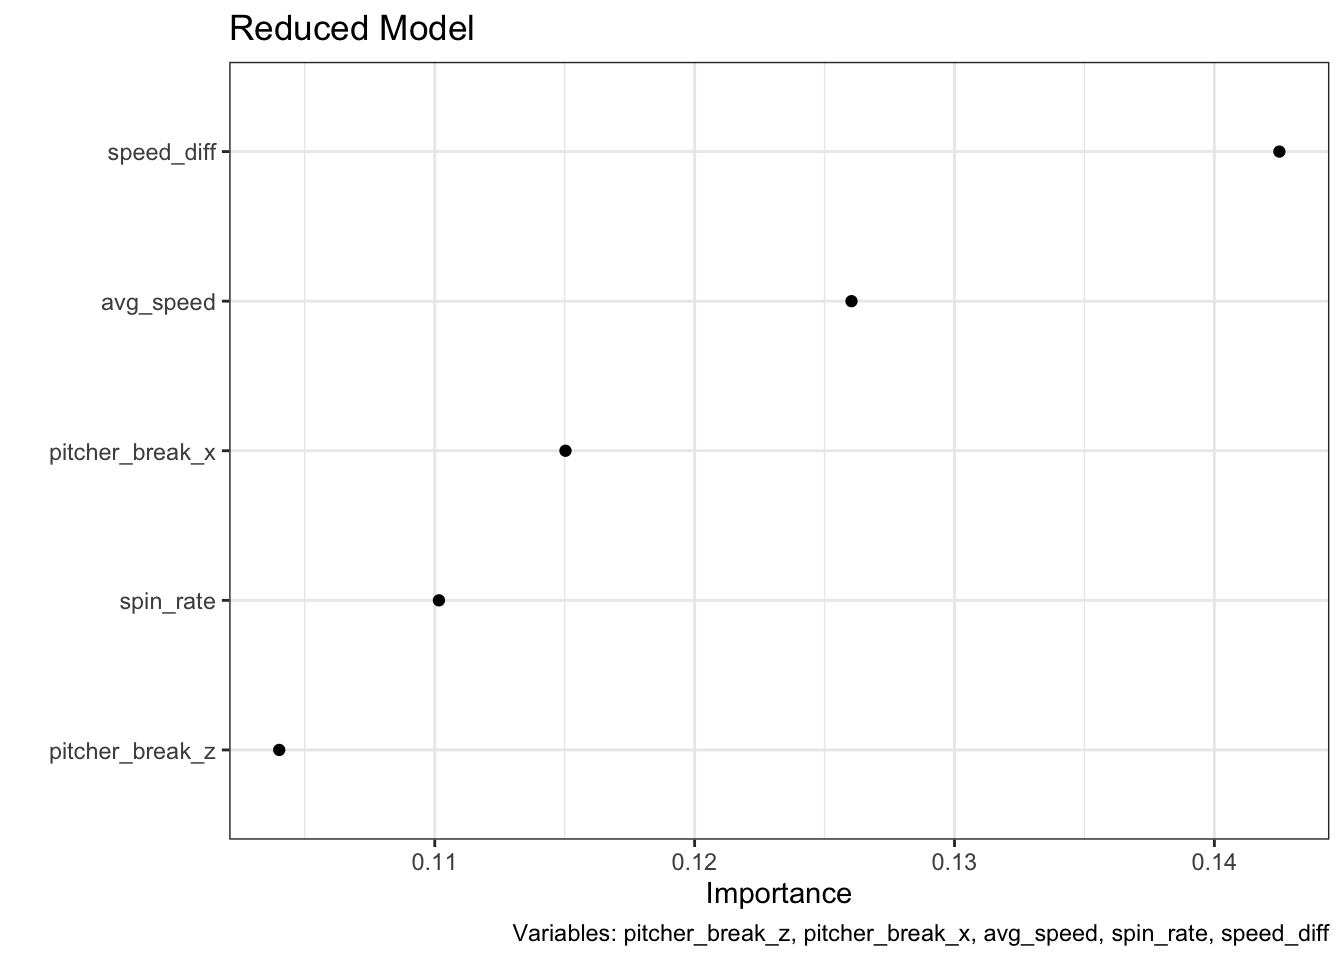 Reduced Model
speed_diff
avg_speed
pitcher_break_x
spin_rate
pitcher_break_z
0.11 0.12 0.13 0.14
Importance
Variables: pitcher_break_z, pitcher_break_x, avg_speed, spin_rate, speed_diff